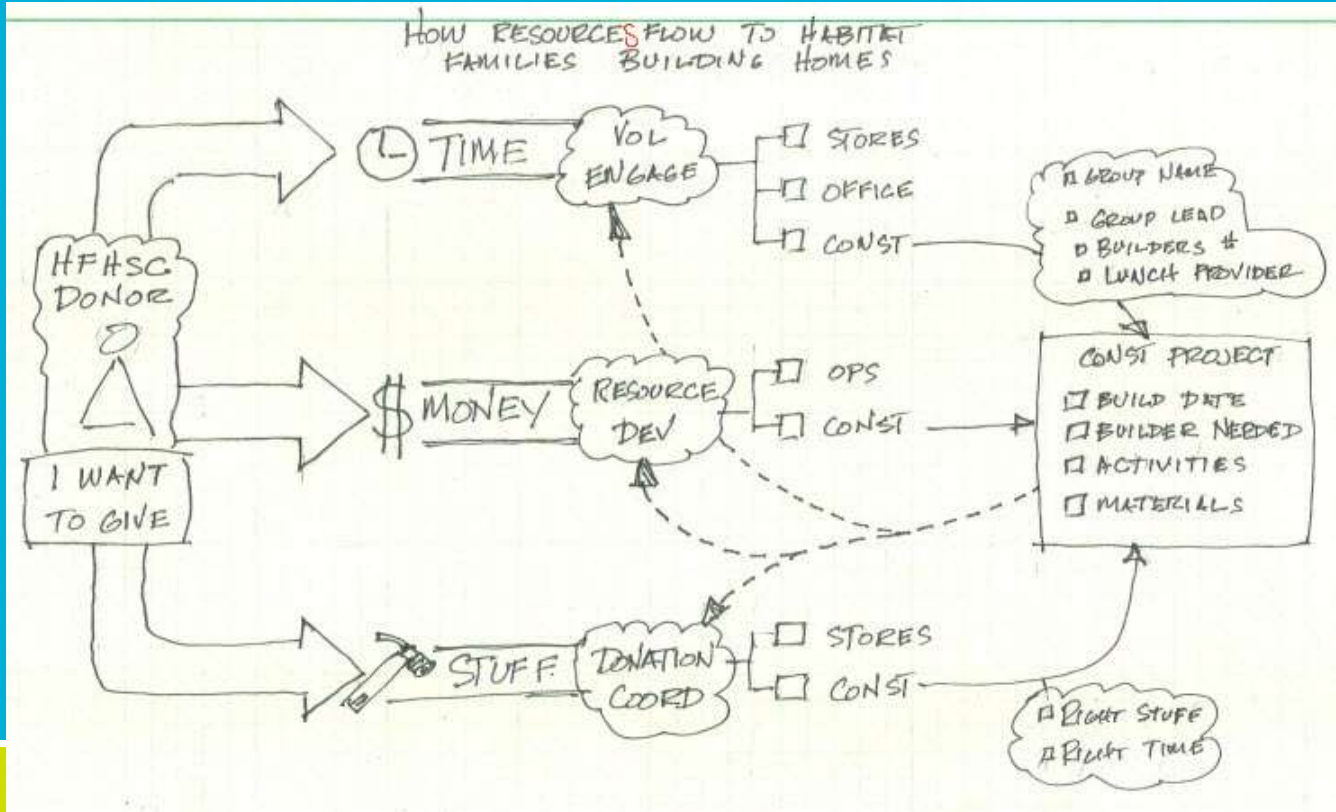 HOW RESOURCES FLOW TO HABITAT
FAMILIES BUILDING HOMES
HFHSC
DONOR
I WANT
TO GIVE
TIME
VOL
ENGAGE
STORES
OFFICE
CONST
GROUP NAME
GROUP LEAD
BUILDERS #
LUNCH PROVIDER
$ MONEY
RESOURCE
DEV
OPS
CONST
CONST PROJECT
BUILD DATE
BUILDER NEEDED
ACTIVITIES
MATERIALS
STUFF
DONATION
COORD
STORES
CONST
RIGHT STUFF
RIGHT TIME